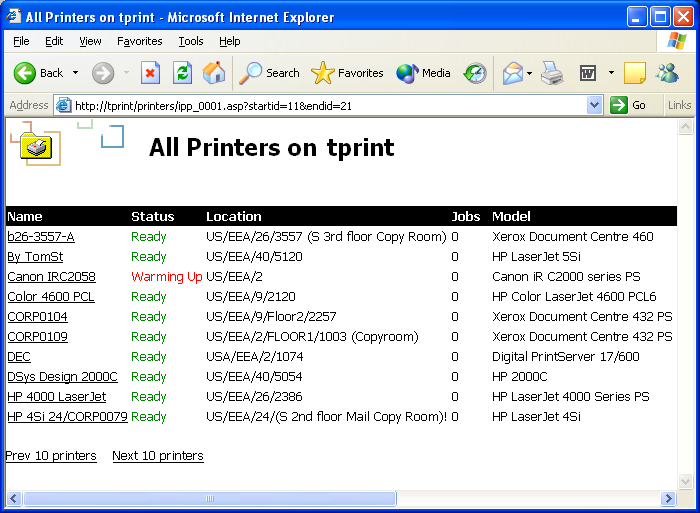 All Printers on tprint - Microsoft Internet Explorer
File Edit View Favorites Tools Help
Back Search Favorites Media
Address http://tprint/printers/ipp_0001.asp?startid=11&endid=21 Go Links
All Printers on tprint
Name Status Location Jobs Model
b26-3557-A Ready US/EEA/26/3557 (S 3rd floor Copy Room) 0 Xerox Document Centre 460
By TomSt Ready US/EEA/40/5120 0 HP LaserJet 5Si
Canon IRC2058 Warming Up US/EEA/2 0 Canon iR C2000 series PS
Color 4600 PCL Ready US/EEA/9/2120 0 HP Color LaserJet 4600 PCL6
CORP0104 Ready US/EEA/9/Floor2/2257 0 Xerox Document Centre 432 PS
CORP0109 Ready US/EEA/2/FLOOR1/1003 (Copyroom) 0 Xerox Document Centre 432 PS
DEC Ready USA/EEA/2/1074 0 Digital PrintServer 17/600
DSys Design 2000C Ready US/EEA/40/5054 0 HP 2000C
HP 4000 LaserJet Ready US/EEA/26/2386 0 HP LaserJet 4000 Series PS
HP 4Si 24/CORP0079 Ready US/EEA/24/(S 2nd floor Mail Copy Room)! 0 HP LaserJet 4Si
Prev 10 printers Next 10 printers